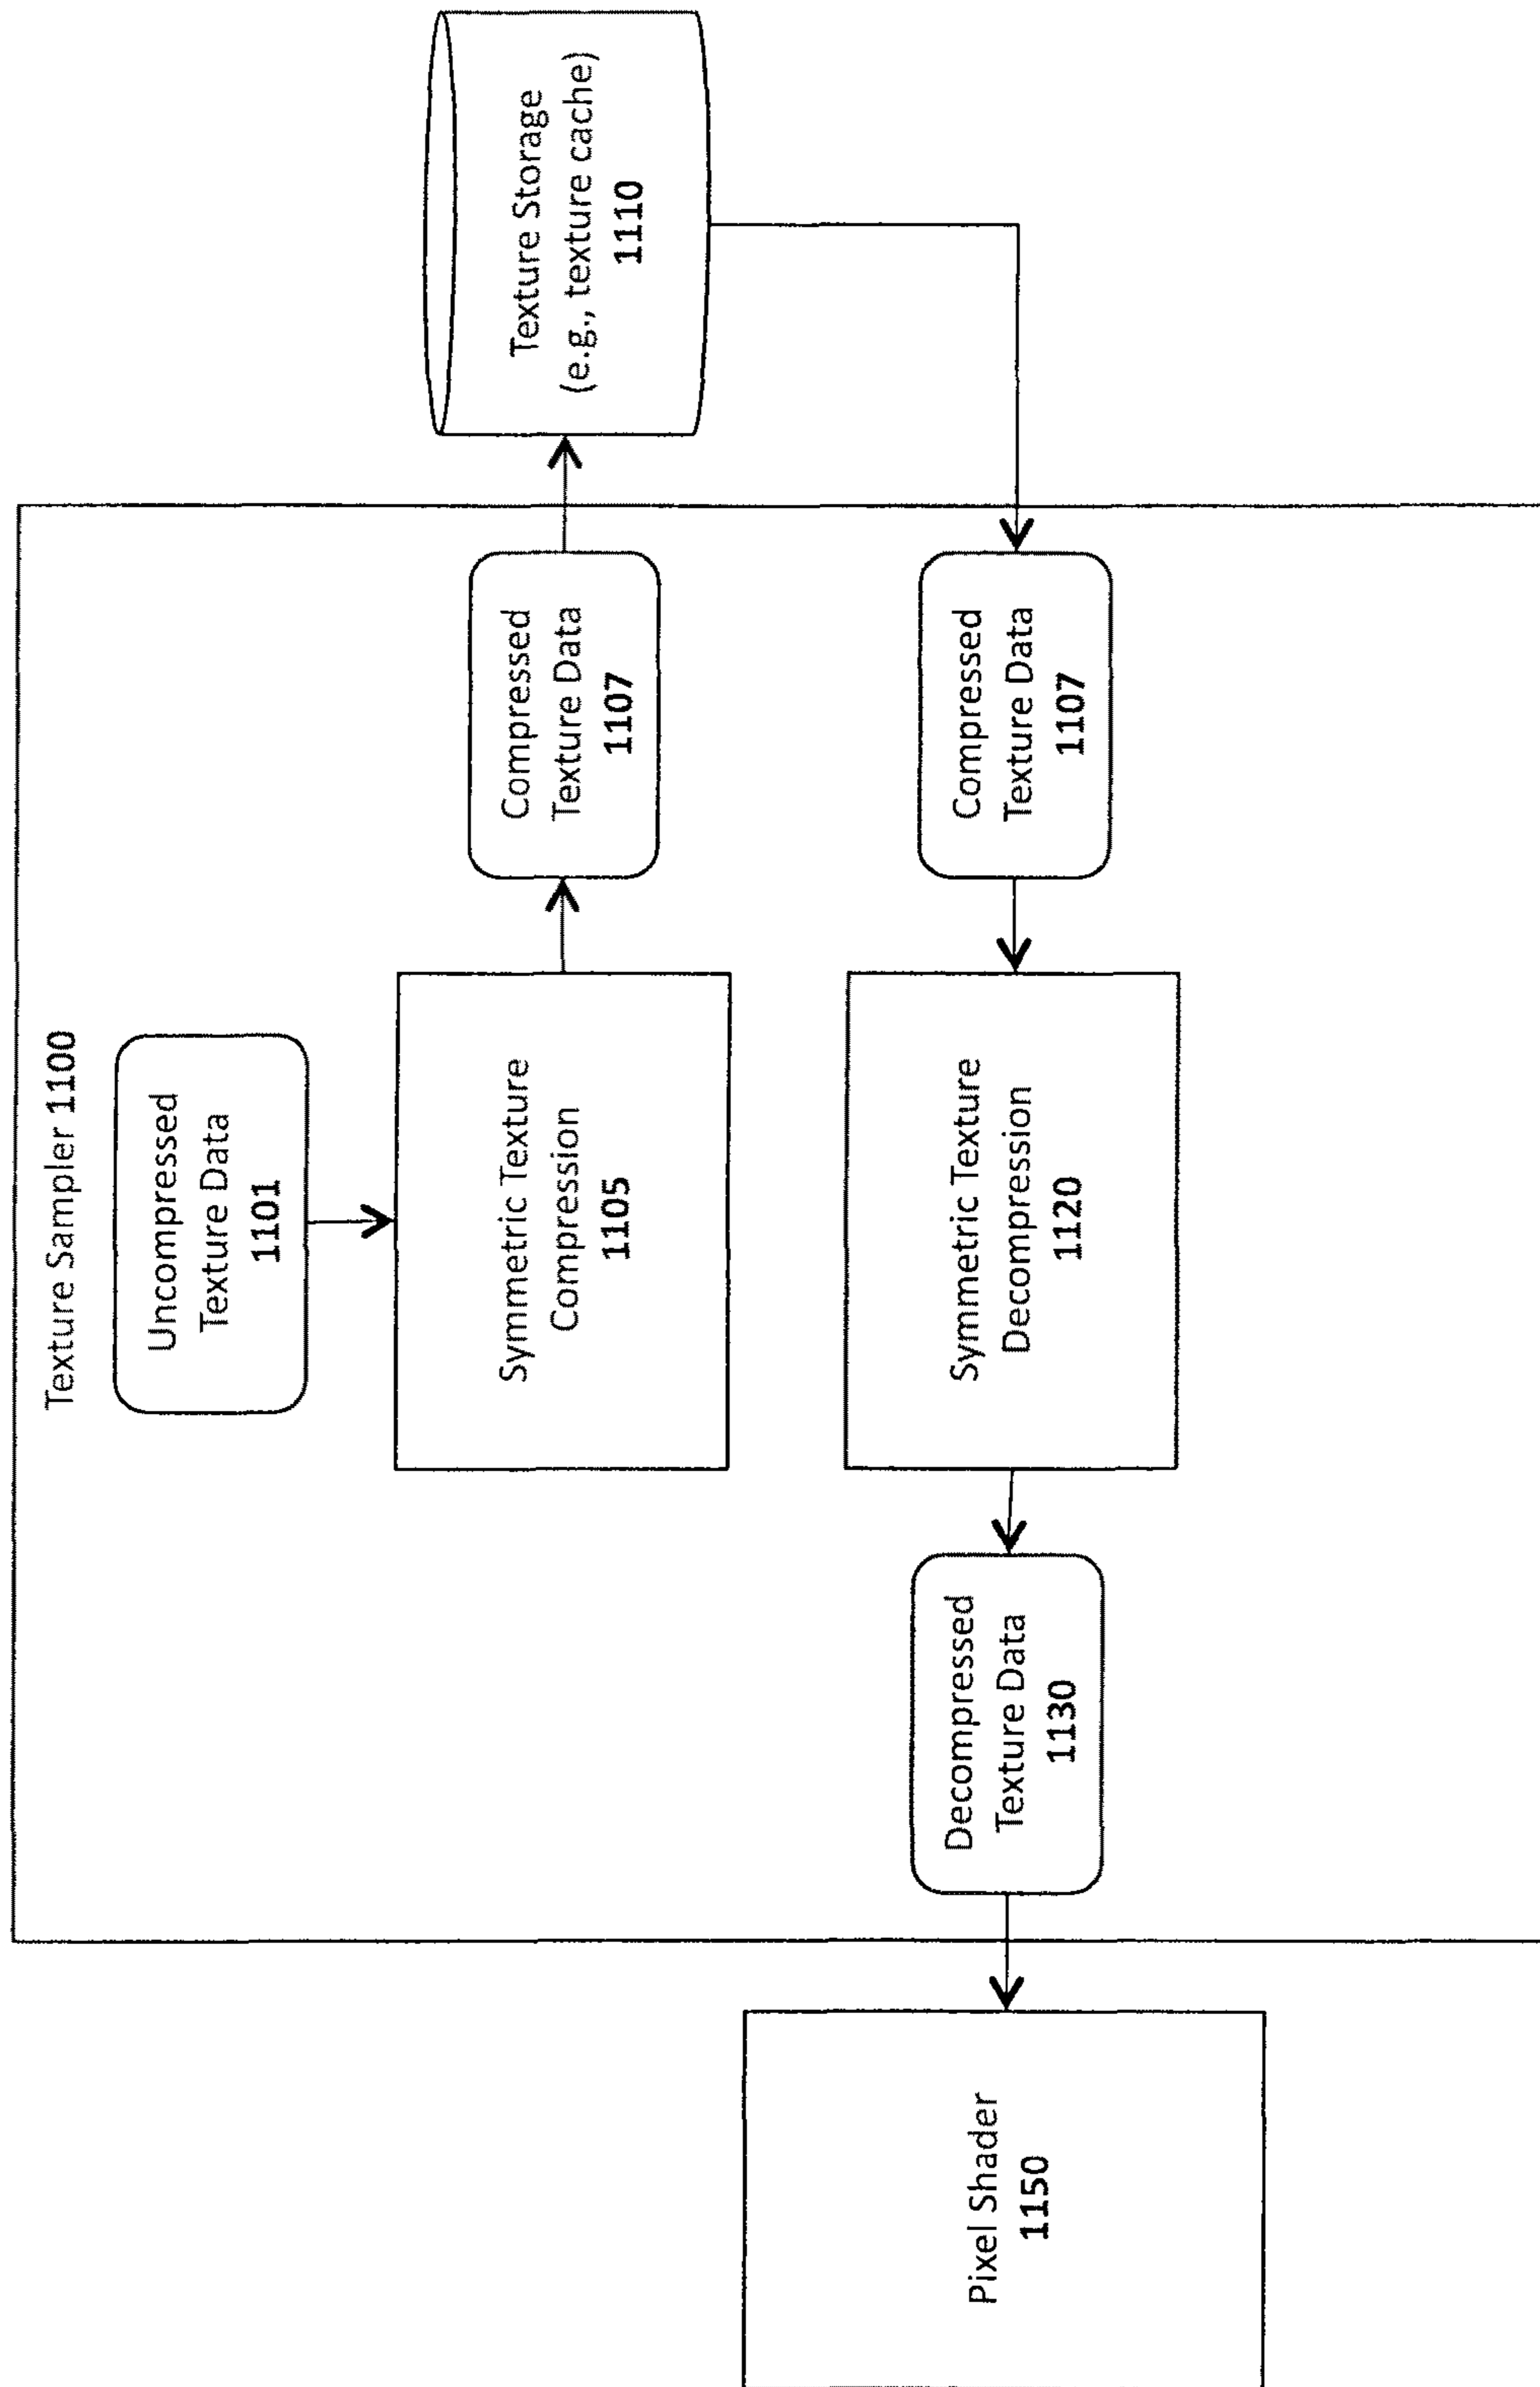 Texture Sampler 1100
Uncompressed
Texture Data
1101
Symmetric Texture
Compression
1105
Compressed
Texture Data
1107
Texture Storage
(e.g., texture cache)
1110
Compressed
Texture Data
1107
Symmetric Texture
Decompression
1120
Decompressed
Texture Data
1130
Pixel Shader
1150